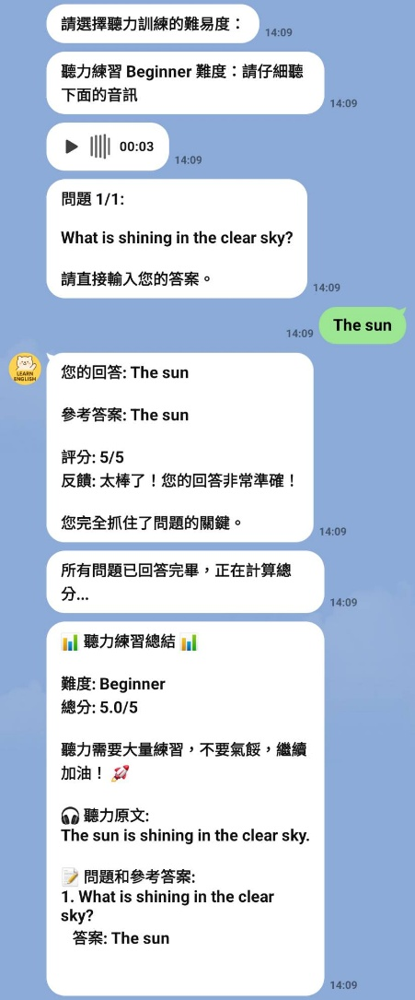 請選擇聽力訓練的難易度：
14:09
聽力練習 Beginner 難度：請仔細聽
下面的音訊
14:09
00:03
14:09
問題 1/1:
What is shining in the clear sky?
請直接輸入您的答案。
14:09
The sun
14:09
LEARN
ENGLISH
您的回答: The sun
參考答案: The sun
評分: 5/5
反饋: 太棒了！您的回答非常準確！
您完全抓住了問題的關鍵。
14:09
所有問題已回答完畢，正在計算總
分...
14:09
📊 聽力練習總結 📊
難度: Beginner
總分: 5.0/5
聽力需要大量練習，不要氣餒，繼續
加油！ 🚀
🎧 聽力原文:
The sun is shining in the clear sky.
📝 問題和參考答案:
1. What is shining in the clear
sky?
答案: The sun
14:09